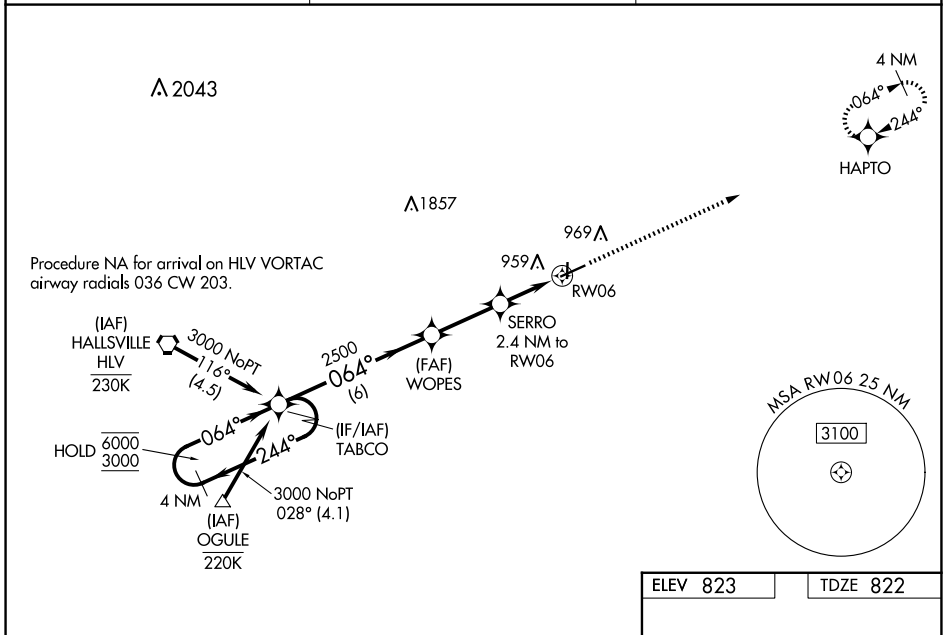 2043
4 NM
064°
244°
HAPTO
1857
969
959
RW06
Procedure NA for arrival on HLV VORTAC
airway radials 036 CW 203.
SERRO
2.4 NM to
RW06
(IAF)
HALLSVILLE
HLV
230K
3000 NoPT
116°
(4.5)
2500
064°
(6)
(FAF)
WOPES
MSA RW06 25 NM
3100
(IF/IAF)
TABCO
HOLD 6000
3000
064°
244°
4 NM
3000 NoPT
028° (4.1)
(IAF)
OGULE
220K
ELEV 823
TDZE 822